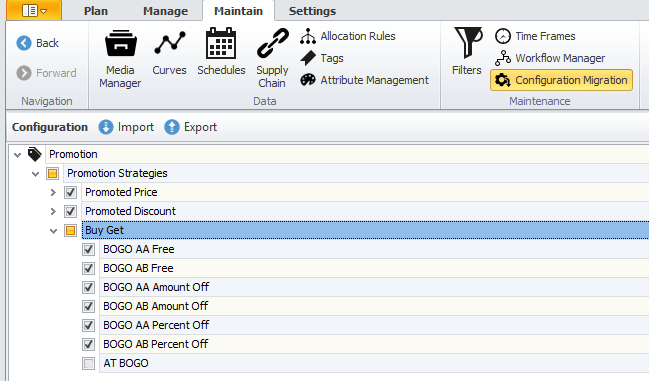 Plan Manage Maintain Settings
Back
Forward
Navigation
Media Manager
Curves
Schedules
Supply Chain
Allocation Rules
Tags
Attribute Management
Data
Filters
Time Frames
Workflow Manager
Configuration Migration
Maintenance
Configuration Import Export
Promotion
Promotion Strategies
Promoted Price
Promoted Discount
Buy Get
BOGO AA Free
BOGO AB Free
BOGO AA Amount Off
BOGO AB Amount Off
BOGO AA Percent Off
BOGO AB Percent Off
AT BOGO